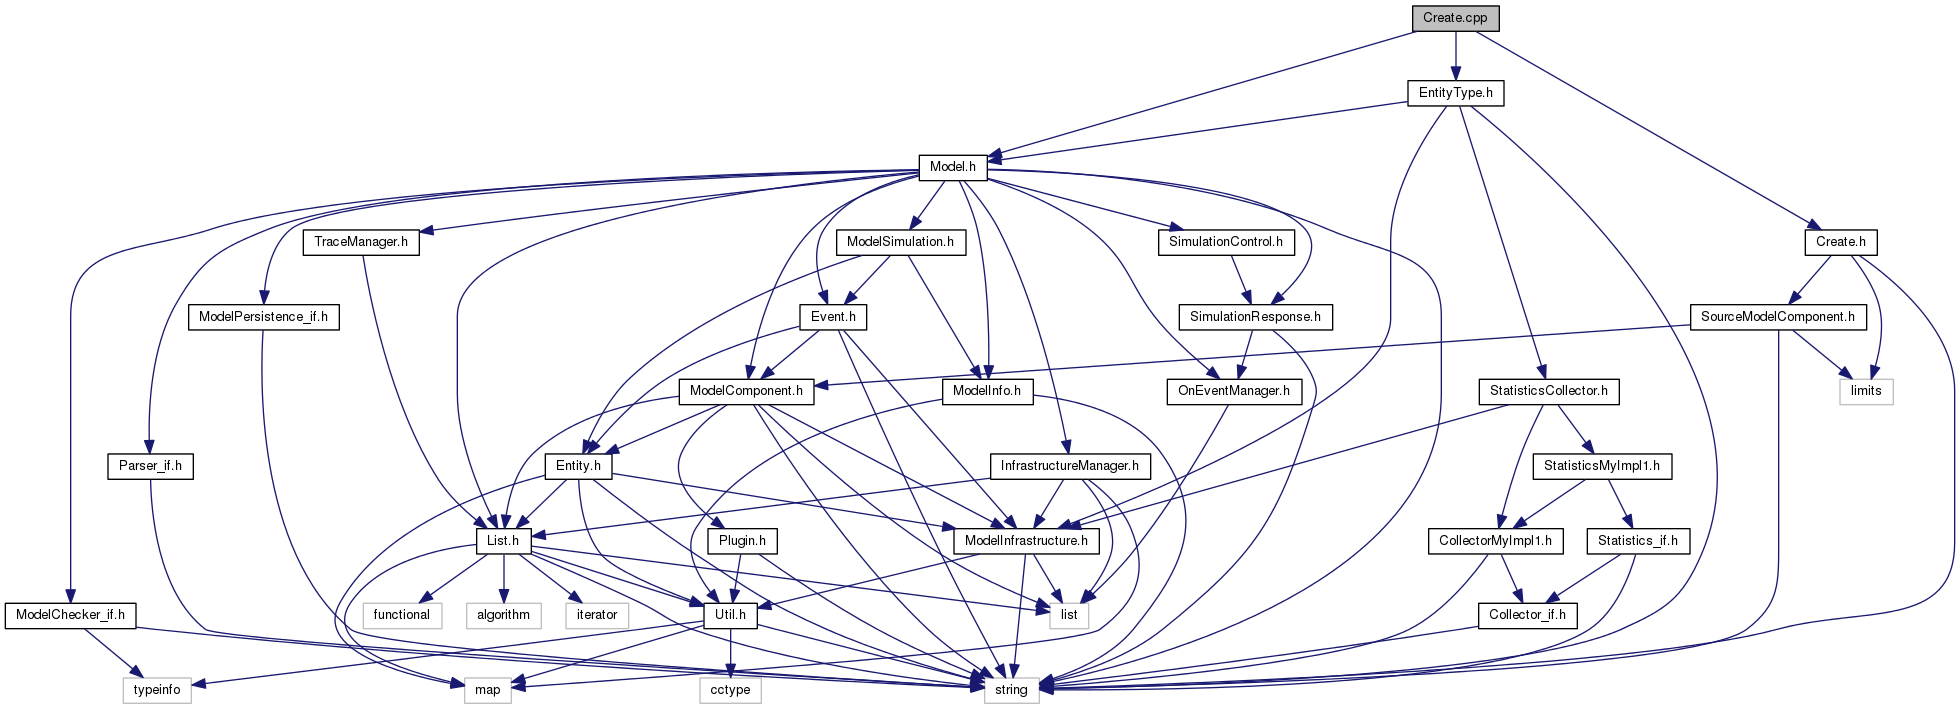 Create.cpp
EntityType.h
Model.h
TraceManager.h
ModelSimulation.h
SimulationControl.h
Create.h
ModelPersistence_if.h
Event.h
SimulationResponse.h
SourceModelComponent.h
ModelComponent.h
ModelInfo.h
OnEventManager.h
StatisticsCollector.h
limits
Parser_if.h
Entity.h
InfrastructureManager.h
StatisticsMyImpl1.h
List.h
Plugin.h
ModelInfrastructure.h
CollectorMyImpl1.h
Statistics_if.h
ModelChecker_if.h
functional
algorithm
iterator
Util.h
list
Collector_if.h
typeinfo
map
cctype
string